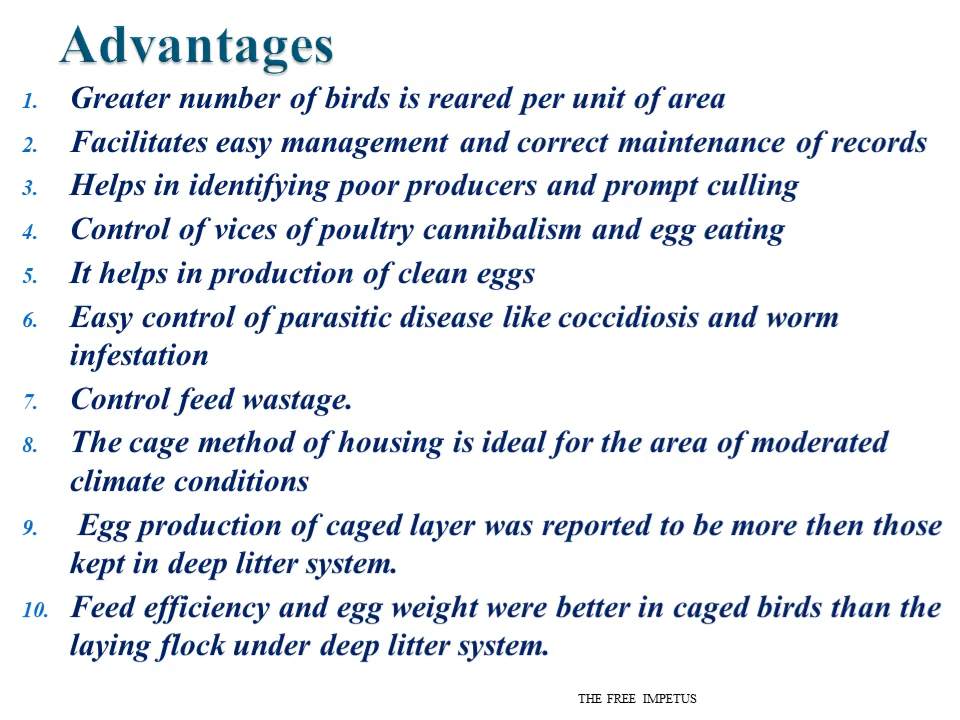 Advantages
1. Greater number of birds is reared per unit of area
2. Facilitates easy management and correct maintenance of records
3. Helps in identifying poor producers and prompt culling
4. Control of vices of poultry cannibalism and egg eating
5. It helps in production of clean eggs
6. Easy control of parasitic disease like coccidiosis and worm
infestation
7. Control feed wastage.
8. The cage method of housing is ideal for the area of moderated
climate conditions
9. Egg production of caged layer was reported to be more then those
kept in deep litter system.
10. Feed efficiency and egg weight were better in caged birds than the
laying flock under deep litter system.
THE FREE IMPETUS